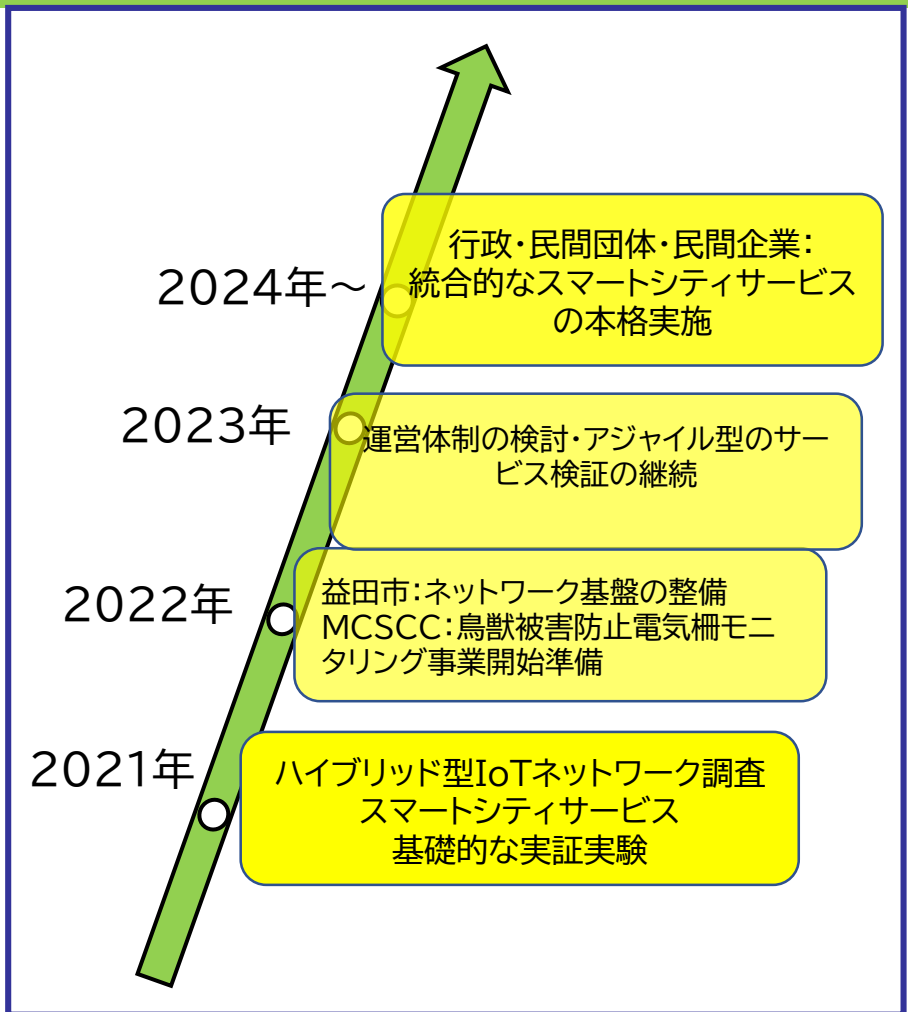 2024年～
行政・民間団体・民間企業：
統合的なスマートシティサービス
の本格実施
2023年
運営体制の検討・アジャイル型のサー
ビス検証の継続
2022年
益田市：ネットワーク基盤の整備
MCSCC：鳥獣被害防止電気柵モニ
タリング事業開始準備
2021年
ハイブリッド型IoTネットワーク調査
スマートシティサービス
基礎的な実証実験